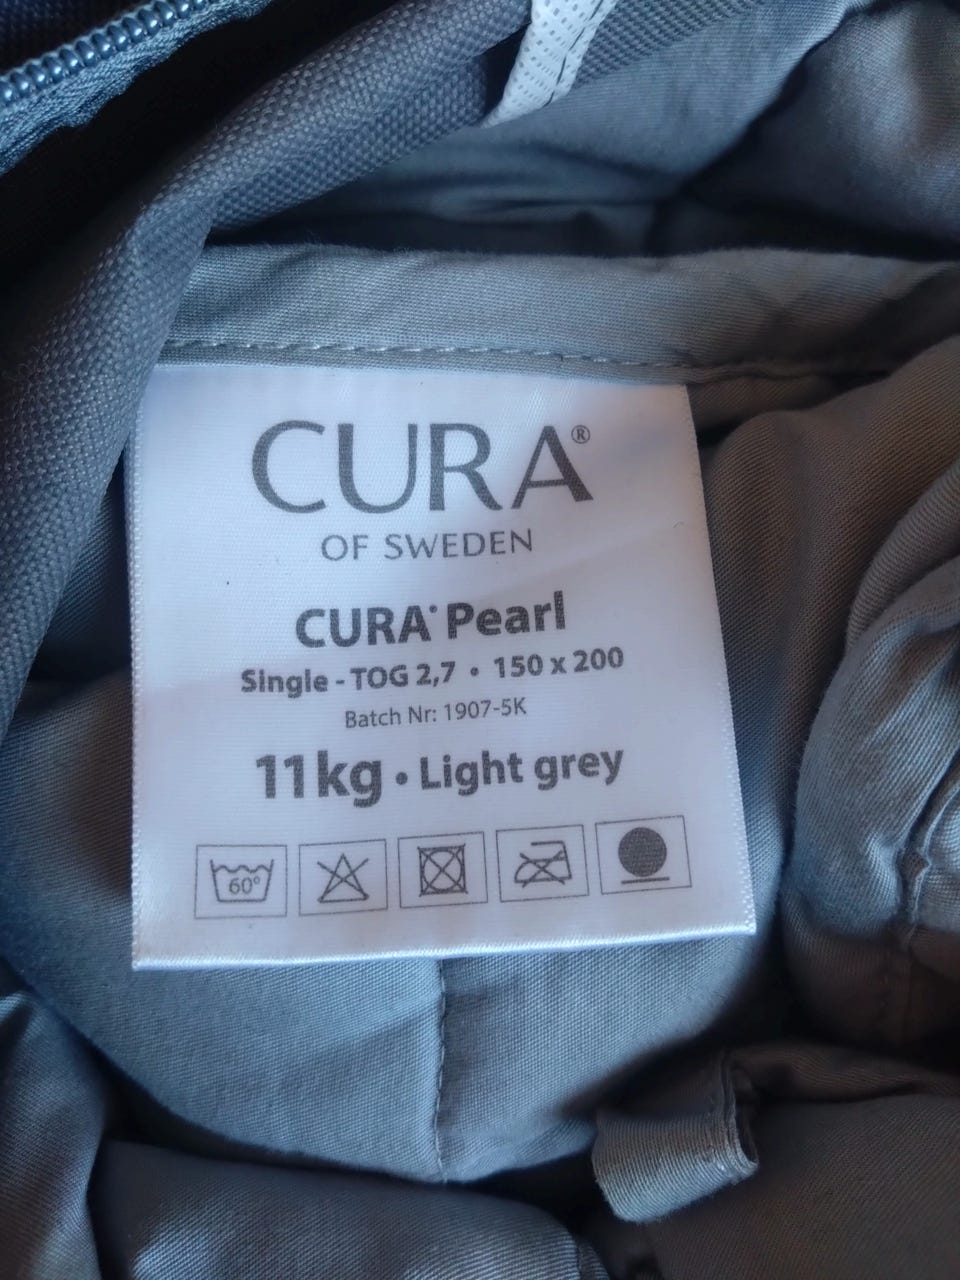 CURA®
OF SWEDEN
CURA® Pearl
Single - TOG 2,7 • 150 x 200
Batch Nr: 1907-5K
11kg • Light grey
60°